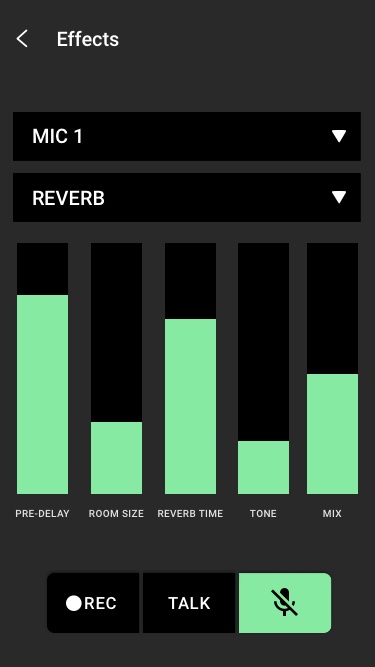 Effects
MIC 1
REVERB
PRE-DELAY ROOM SIZE REVERB TIME TONE MIX
REC TALK